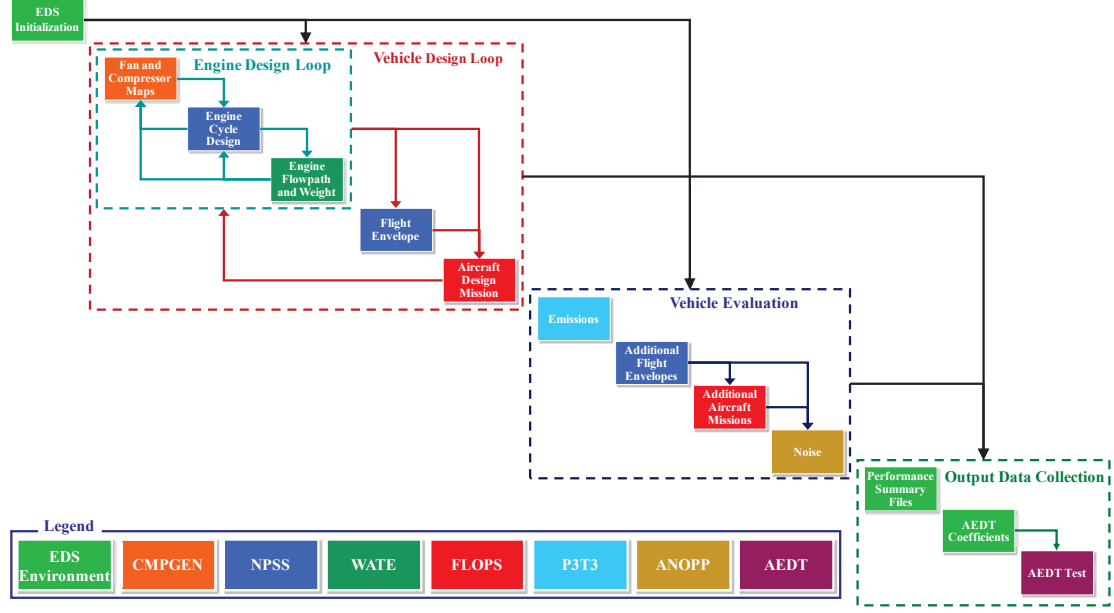 EDS
Initialization
Vehicle Design Loop
Engine Design Loop
Fan and
Compressor
Maps
Engine
Cycle
Design
Engine
Flowpath
and Weight
Flight
Envelope
Aircraft
Design
Mission
Vehicle Evaluation
Emissions
Additional
Flight
Envelopes
Additional
Aircraft
Missions
Noise
Output Data Collection
Performance
Summary
Files
AEDT
Coefficients
AEDT Test
Legend
EDS
Environment
CMPGEN
NPSS
WATE
FLOPS
P3T3
ANOPP
AEDT